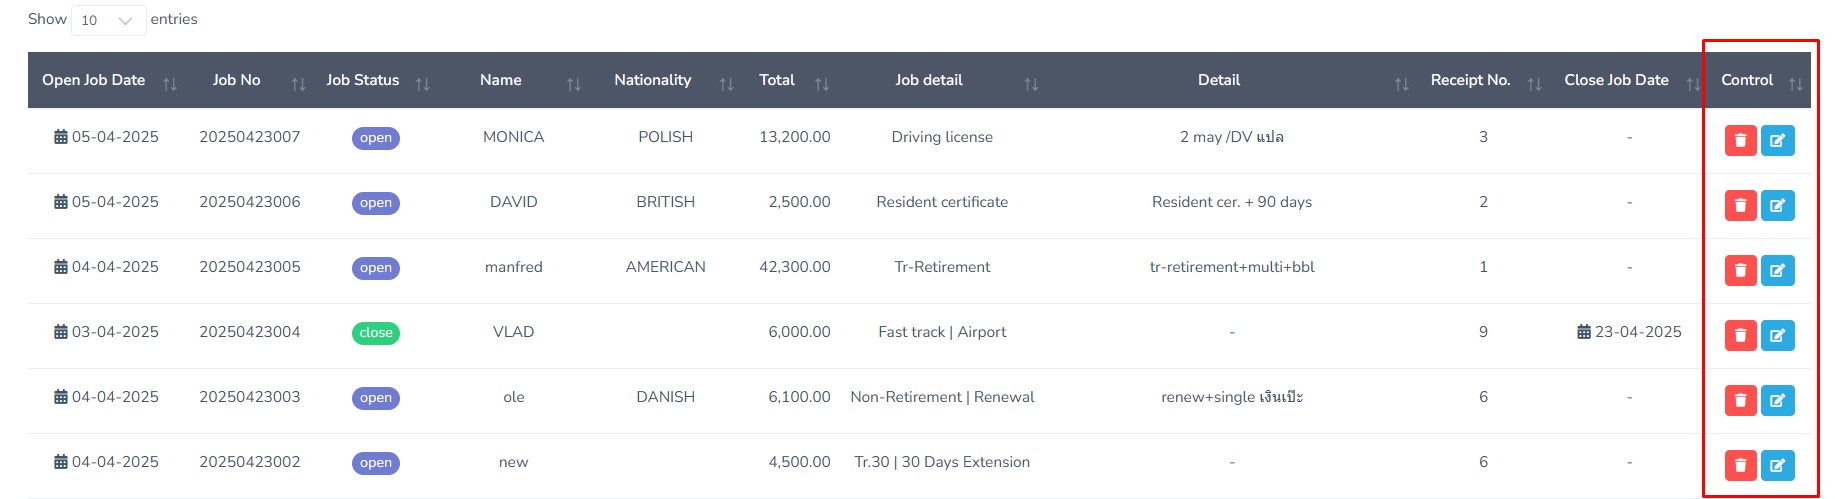 Show 10 entries
Open Job Date Job No Job Status Name Nationality Total Job detail Detail Receipt No. Close Job Date Control
05-04-2025 20250423007 open MONICA POLISH 13,200.00 Driving license 2 may /DV แปล 3 -
05-04-2025 20250423006 open DAVID BRITISH 2,500.00 Resident certificate Resident cer. + 90 days 2 -
04-04-2025 20250423005 open manfred AMERICAN 42,300.00 Tr-Retirement tr-retirement+multi+bbl 1 -
03-04-2025 20250423004 close VLAD 6,000.00 Fast track | Airport - 9 23-04-2025
04-04-2025 20250423003 open ole DANISH 6,100.00 Non-Retirement | Renewal renew+single เงินเป๊ะ 6 -
04-04-2025 20250423002 open new 4,500.00 Tr.30 | 30 Days Extension - 6 -